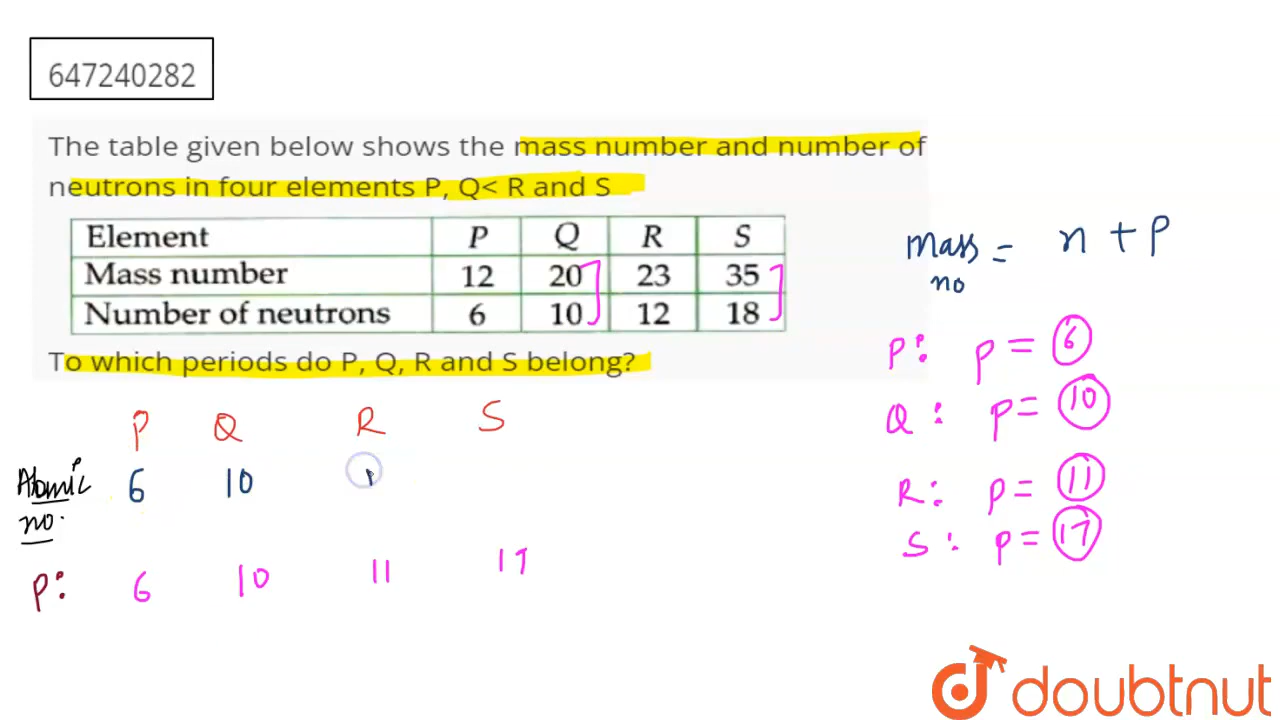 647240282
The table given below shows the mass number and number of
neutrons in four elements P, Q< R and S
Element P Q R S
Mass number 12 20 23 35
Number of neutrons 6 10 12 18
To which periods do P, Q, R and S belong?
mass no = n + p
P: p = 6
Q: p = 10
R: p = 11
S: p = 17
P Q R S
Atomic no. 6 10 1
P: 6 10 11 17
doubtnut